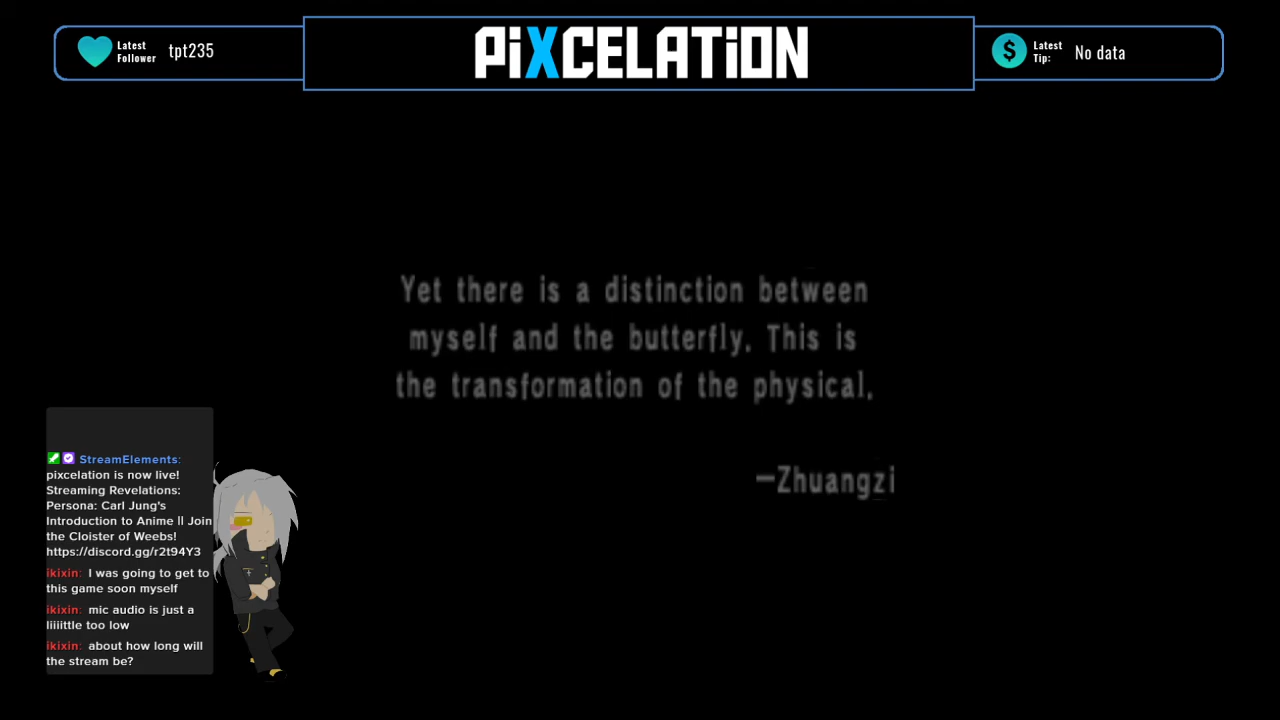 Latest
Follower
tpt235
PiXCELATiON
Latest
Tip:
No data
Yet there is a distinction between
myself and the butterfly. This is
the transformation of the physical.
—Zhuangzi
StreamElements:
pixcelation is now live!
Streaming Revelations:
Persona: Carl Jung's
Introduction to Anime || Join
the Cloister of Weebs!
https://discord.gg/r2t94Y3
ikixin: I was going to get to
this game soon myself
ikixin: mic audio is just a
liiiittle too low
ikixin: about how long will
the stream be?